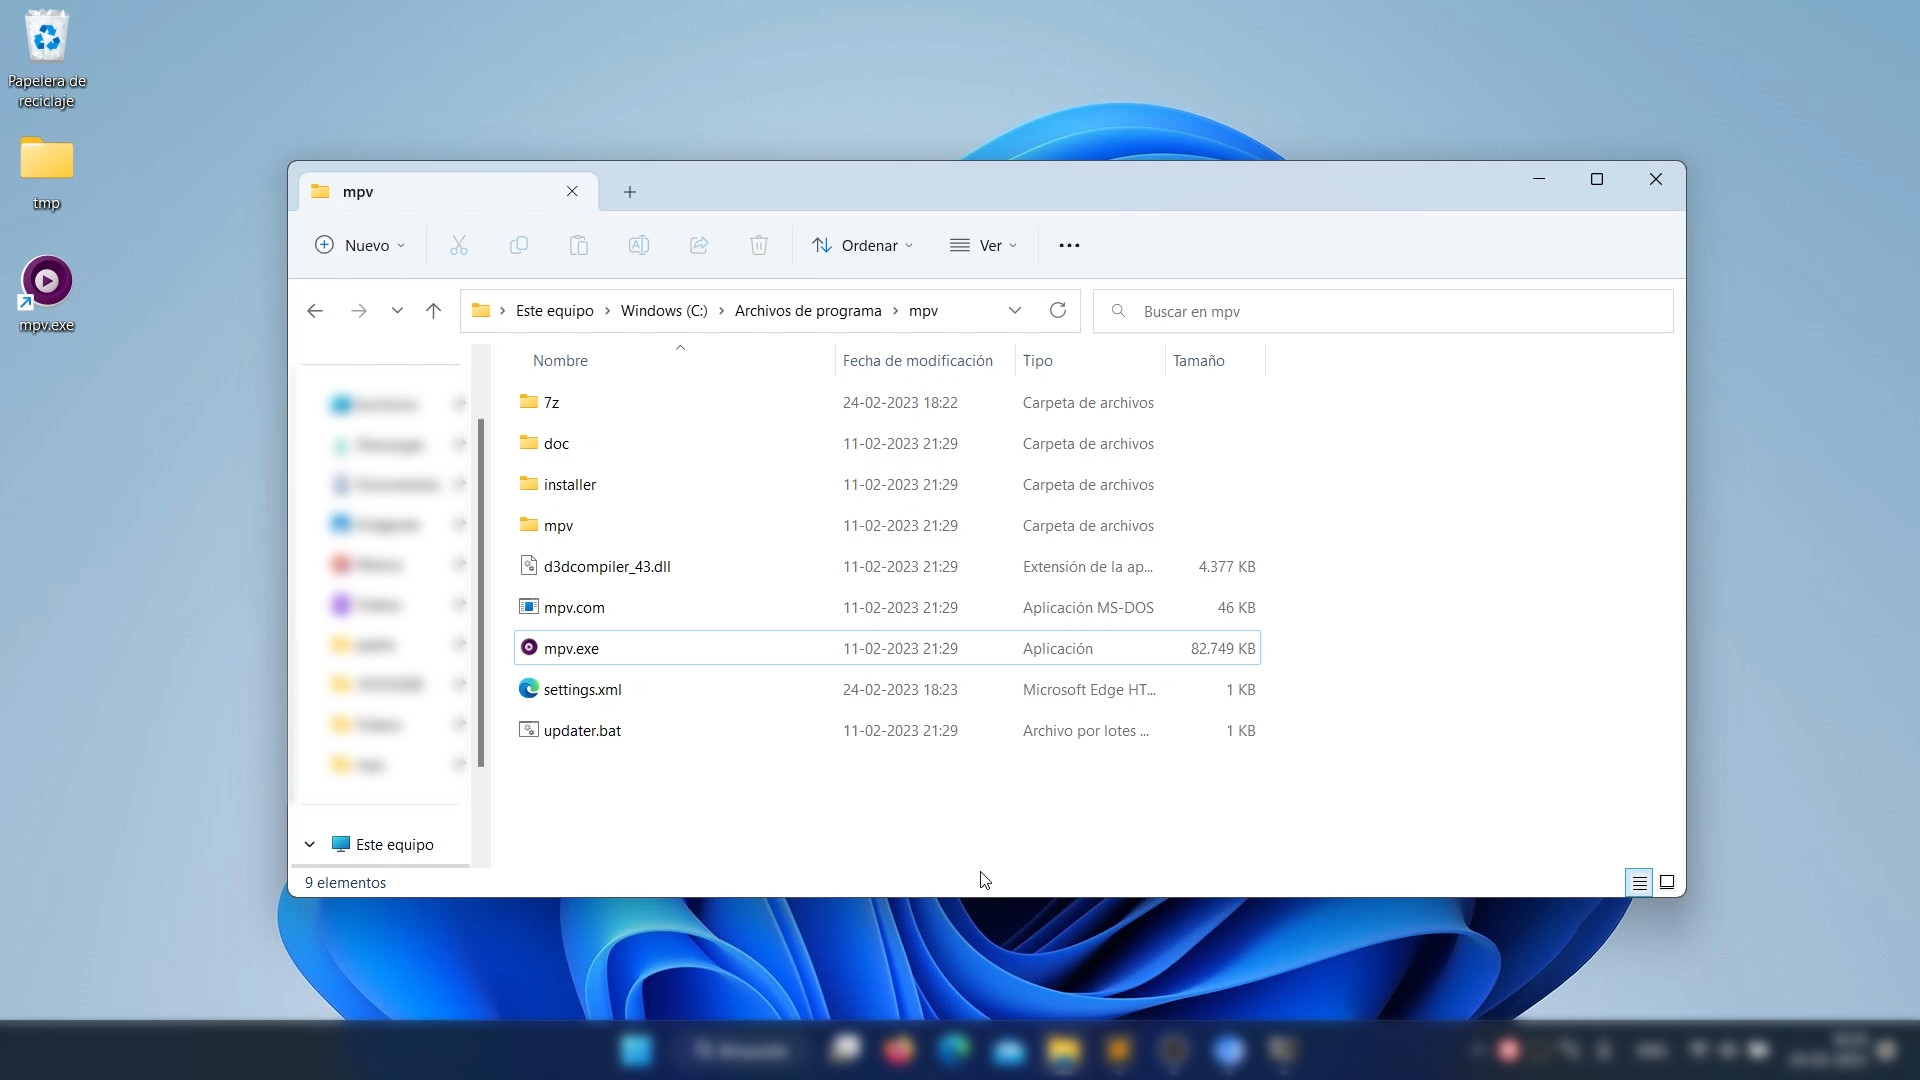 Papelera de
reciclaje
tmp
mpv.exe
mpv
Nuevo
Ordenar
Ver
Este equipo
Windows (C:)
Archivos de programa
mpv
Buscar en mpv
Nombre
Fecha de modificación
Tipo
Tamaño
7z 24-02-2023 18:22 Carpeta de archivos
doc 11-02-2023 21:29 Carpeta de archivos
installer 11-02-2023 21:29 Carpeta de archivos
mpv 11-02-2023 21:29 Carpeta de archivos
d3dcompiler_43.dll 11-02-2023 21:29 Extensión de la ap... 4.377 KB
mpv.com 11-02-2023 21:29 Aplicación MS-DOS 46 KB
mpv.exe 11-02-2023 21:29 Aplicación 82.749 KB
settings.xml 24-02-2023 18:23 Microsoft Edge HT... 1 KB
updater.bat 11-02-2023 21:29 Archivo por lotes ... 1 KB
Este equipo
9 elementos